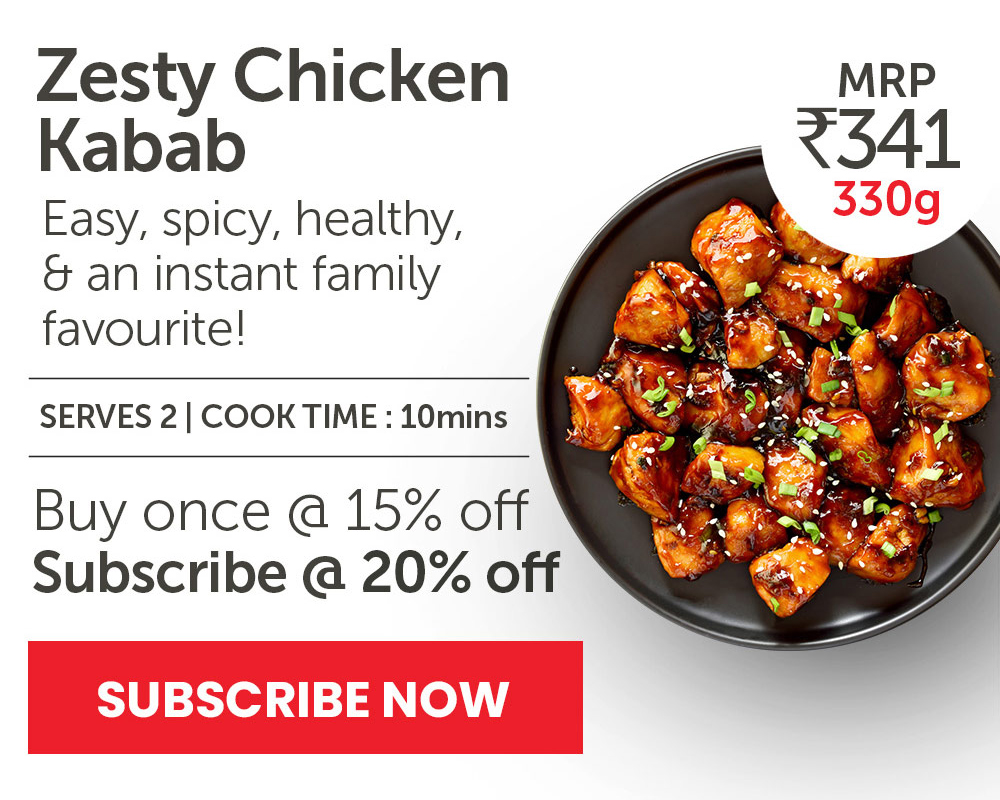 Zesty Chicken
Kabab
Easy, spicy, healthy,
& an instant family
favourite!
SERVES 2 | COOK TIME : 10mins
Buy once @ 15% off
Subscribe @ 20% off
SUBSCRIBE NOW
MRP
₹341
330g